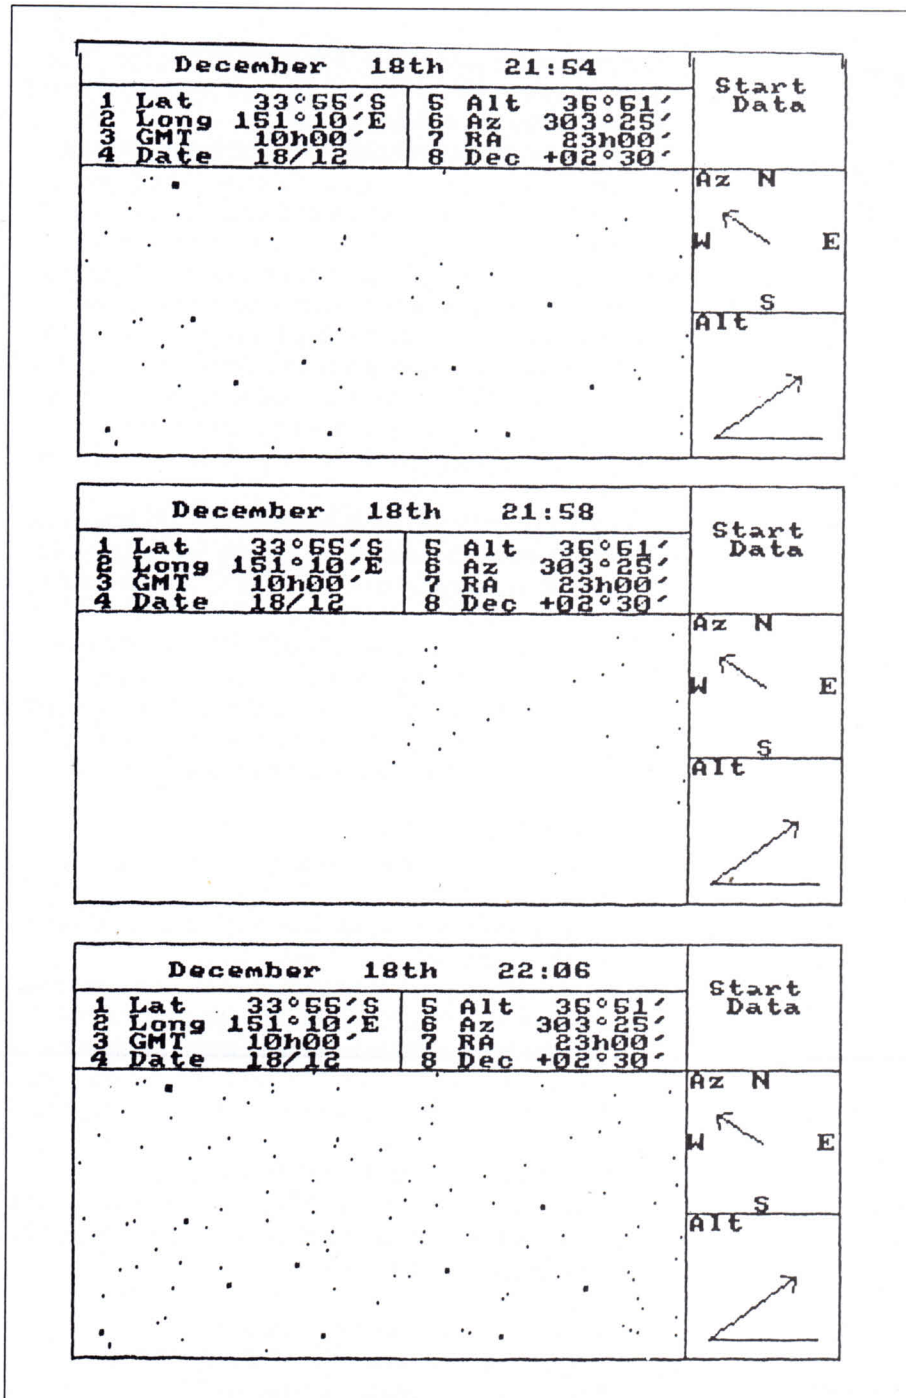 December 18th 21:54
Start
Data
1 Lat 33°55'S 5 Alt 35°51'
2 Long 151°10'E 6 Az 303°25'
3 GMT 10h00' 7 RA 23h00'
4 Date 18/12 8 Dec +02°30'
Az N
W E
S
Alt
December 18th 21:58
Start
Data
1 Lat 33°55'S 5 Alt 35°51'
2 Long 151°10'E 6 Az 303°25'
3 GMT 10h00' 7 RA 23h00'
4 Date 18/12 8 Dec +02°30'
Az N
W E
S
Alt
December 18th 22:06
Start
Data
1 Lat 33°55'S 5 Alt 35°51'
2 Long 151°10'E 6 Az 303°25'
3 GMT 10h00' 7 RA 23h00'
4 Date 18/12 8 Dec +02°30'
Az N
W E
S
Alt